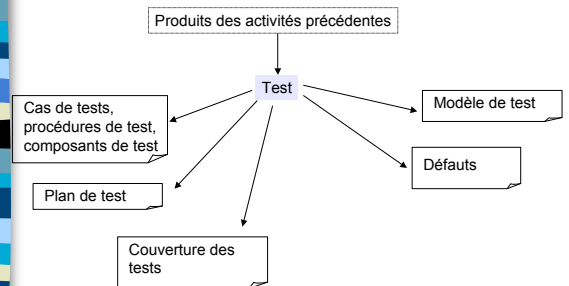 Produits des activités précédentes
Test
Cas de tests,
procédures de test,
composants de test
Modèle de test
Défauts
Plan de test
Couverture des
tests